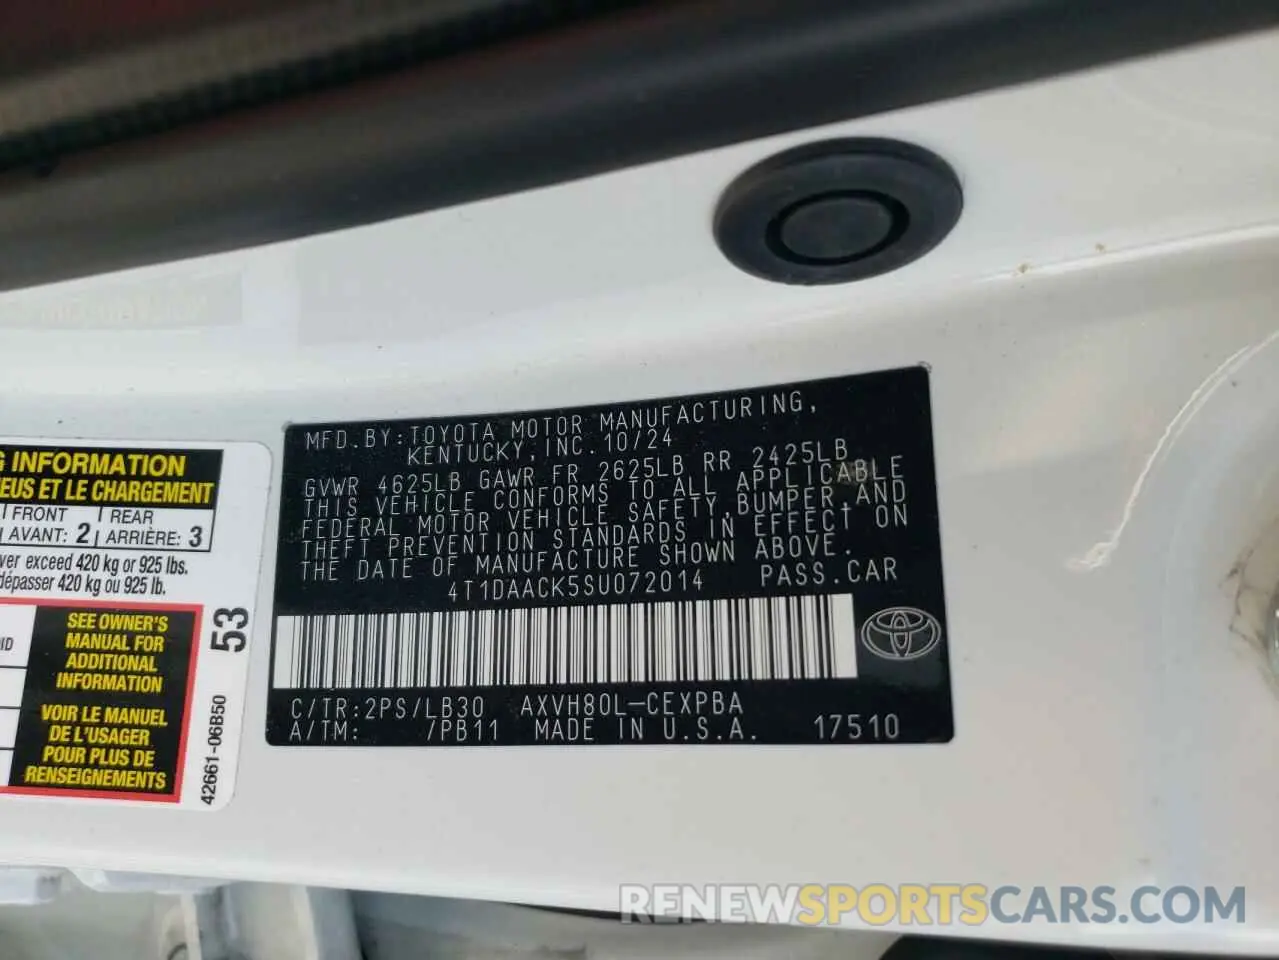 G INFORMATION
EUS ET LE CHARGEMENT
FRONT
AVANT: 2
REAR
ARRIÈRE: 3
ver exceed 420 kg or 925 lbs.
dépasser 420 kg ou 925 lb.
SEE OWNER'S
MANUAL FOR
ADDITIONAL
INFORMATION
VOIR LE MANUEL
DE L'USAGER
POUR PLUS DE
RENSEIGNEMENTS
53
42661-06B50
MFD.BY:TOYOTA MOTOR MANUFACTURING,
KENTUCKY,INC.10/24
GVWR 4625LB GAWR FR 2625LB RR 2425LB
THIS VEHICLE CONFORMS TO ALL APPLICABLE
FEDERAL MOTOR VEHICLE SAFETY,BUMPER,AND
THEFT PREVENTION STANDARDS IN EFFECT ON
THE DATE OF MANUFACTURE SHOWN ABOVE.
4T1DAACK5SU072014 PASS.CAR
C/TR:2PS/LB30 AXVH80L-CEXPBA
A/TM: /PB11 MADE IN U.S.A. 17510
RENEWSPORTSCARS.COM